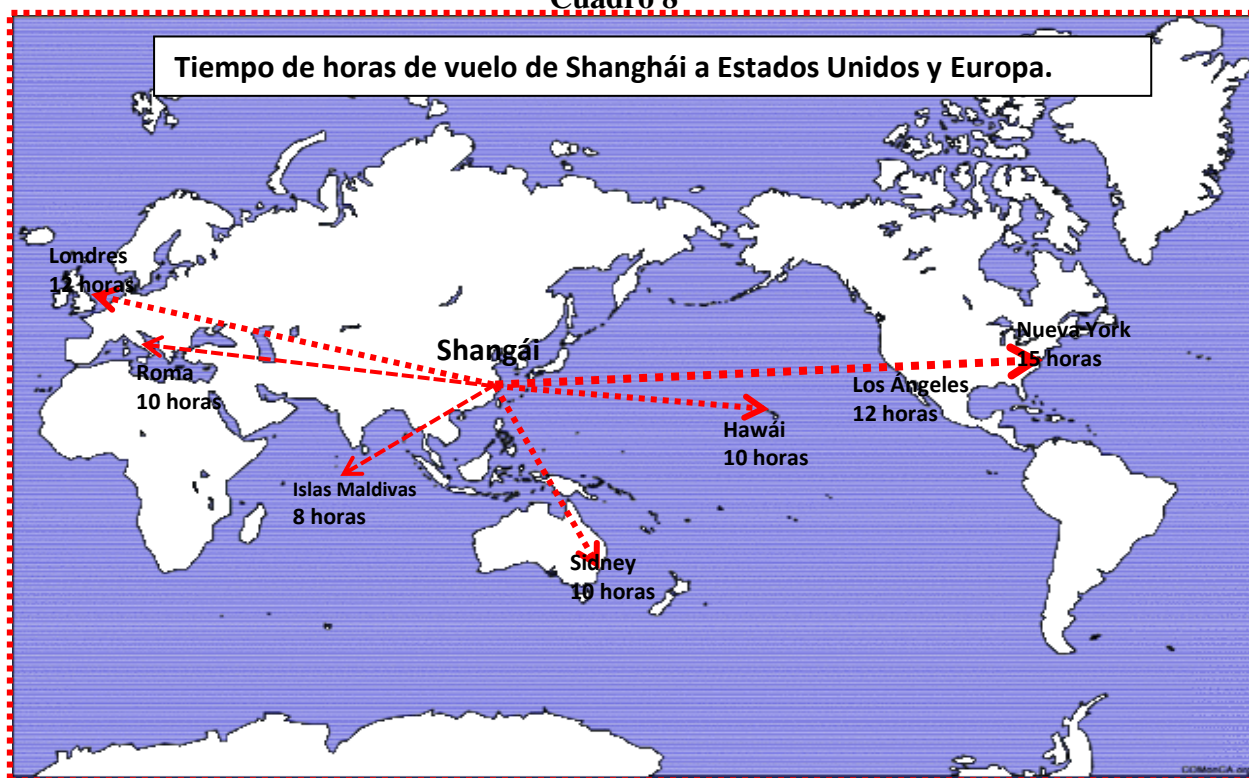 Cuadro 8
Tiempo de horas de vuelo de Shanghái a Estados Unidos y Europa.
Londres
12 horas
Shangái
Nueva York
15 horas
Roma
10 horas
Los Ángeles
12 horas
Hawái
10 horas
Islas Maldivas
8 horas
Sidney
10 horas